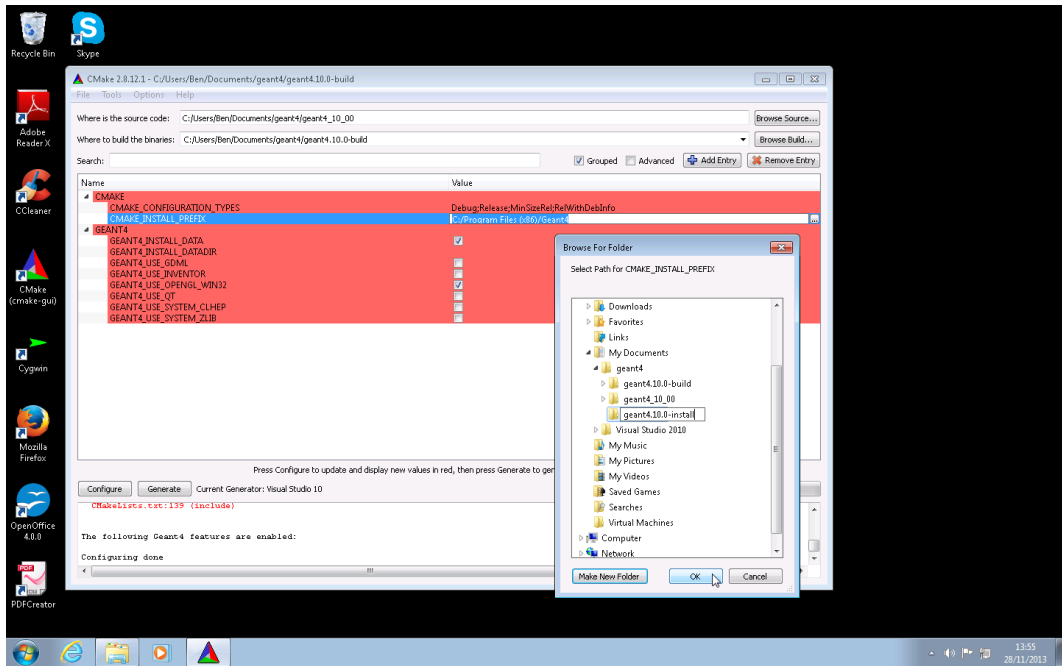 Recycle Bin
Skype
Adobe
Reader X
CCleaner
CMake
(cmake-gui)
Cygwin
Mozilla
Firefox
OpenOffice
4.0.0
PDFCreator
CMake 2.8.12.1 - C:/Users/Ben/Documents/geant4/geant4.10.0-build
File Tools Options Help
Where is the source code: C:/Users/Ben/Documents/geant4/geant4_10_00 Browse Source...
Where to build the binaries: C:/Users/Ben/Documents/geant4/geant4.10.0-build Browse Build...
Search: Grouped Advanced Add Entry Remove Entry
Name Value
CMAKE
CMAKE_CONFIGURATION_TYPES Debug;Release;MinSizeRel;RelWithDebInfo
CMAKE_INSTALL_PREFIX C:/Program Files (x86)/Geant4 ...
GEANT4
GEANT4_INSTALL_DATA
GEANT4_INSTALL_DATADIR
GEANT4_USE_GDML
GEANT4_USE_INVENTOR
GEANT4_USE_OPENGL_WIN32
GEANT4_USE_QT
GEANT4_USE_SYSTEM_CLHEP
GEANT4_USE_SYSTEM_ZLIB
Press Configure to update and display new values in red, then press Generate to gen
Configure Generate Current Generator: Visual Studio 10
CMakeLists.txt:139 (include)
The following Geant4 features are enabled:
Configuring done
Browse For Folder
Select Path for CMAKE_INSTALL_PREFIX
Downloads
Favorites
Links
My Documents
geant4
geant4.10.0-build
geant4_10_00
geant4.10.0-install
Visual Studio 2010
My Music
My Pictures
My Videos
Saved Games
Searches
Virtual Machines
Computer
Network
Make New Folder OK Cancel
13:55
28/11/2013